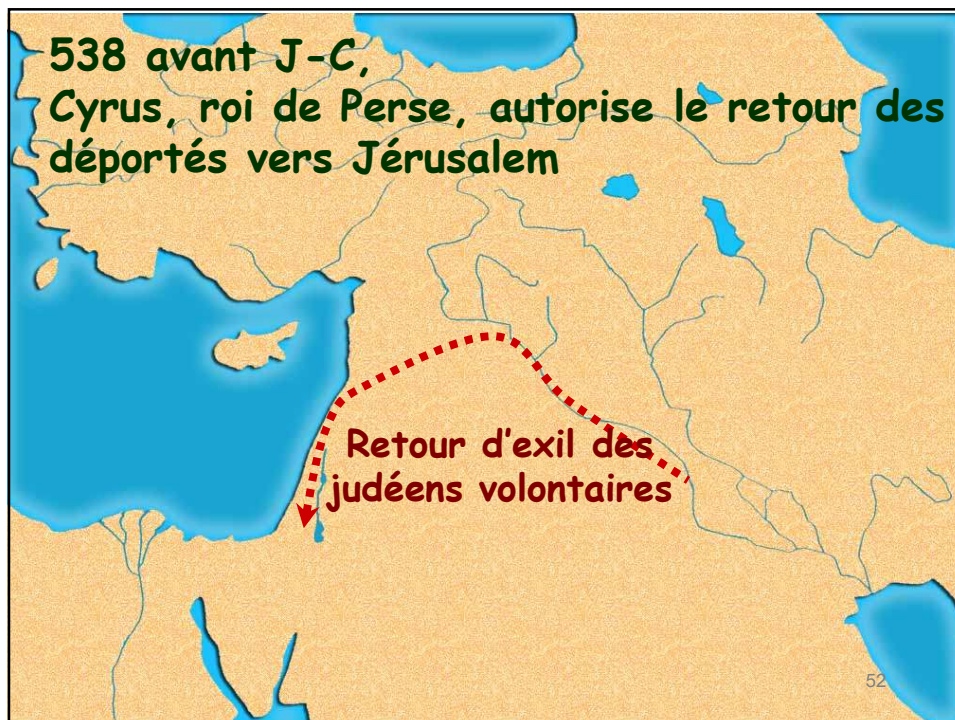 538 avant J-C,
Cyrus, roi de Perse, autorise le retour des
déportés vers Jérusalem
Retour d’exil des
judéens volontaires
52